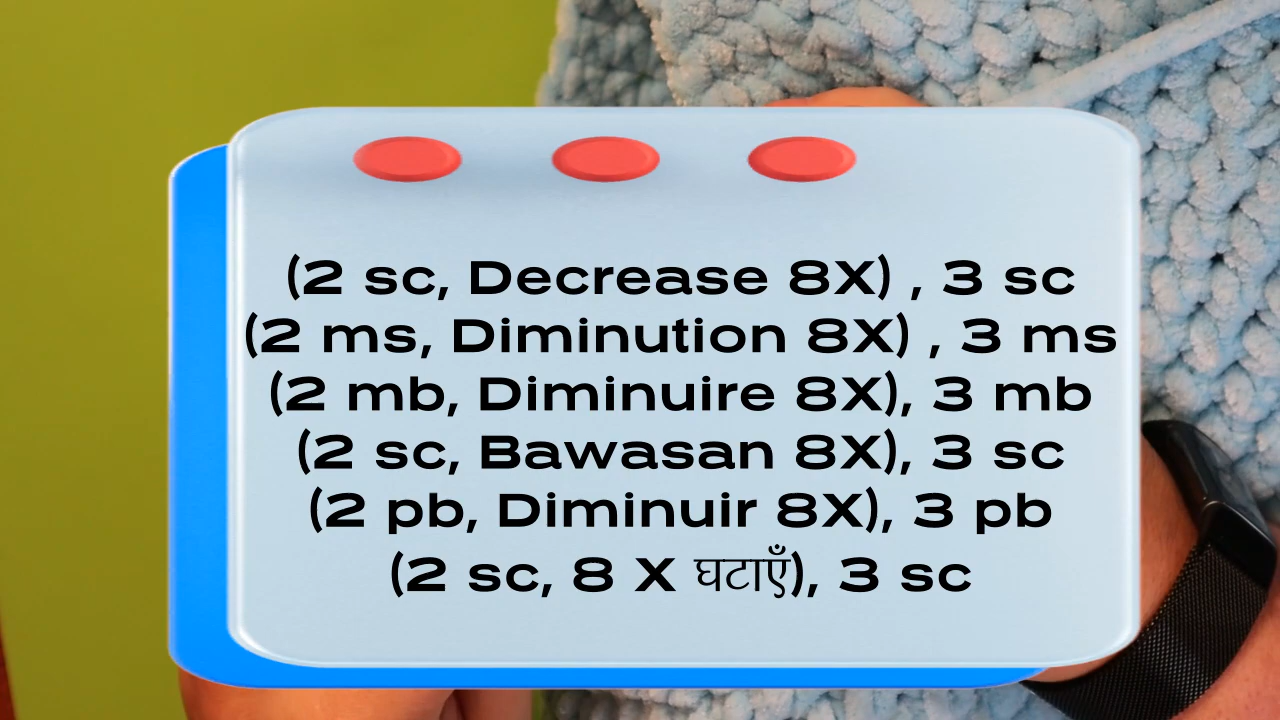 (2 sc, Decrease 8X) , 3 sc
(2 ms, Diminution 8X) , 3 ms
(2 mb, Diminuire 8X), 3 mb
(2 sc, Bawasan 8X), 3 sc
(2 pb, Diminuir 8X), 3 pb
(2 sc, 8 X घटाएँ), 3 sc